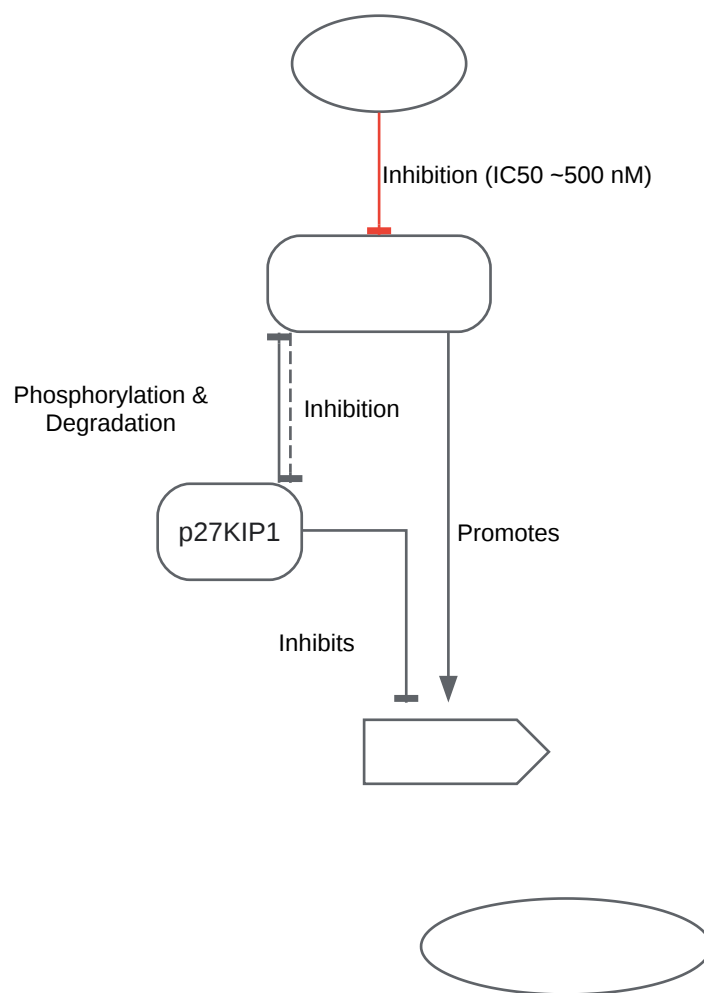 Inhibition (IC50 ~500 nM)
Phosphorylation &
Degradation
Inhibition
p27KIP1
Promotes
Inhibits